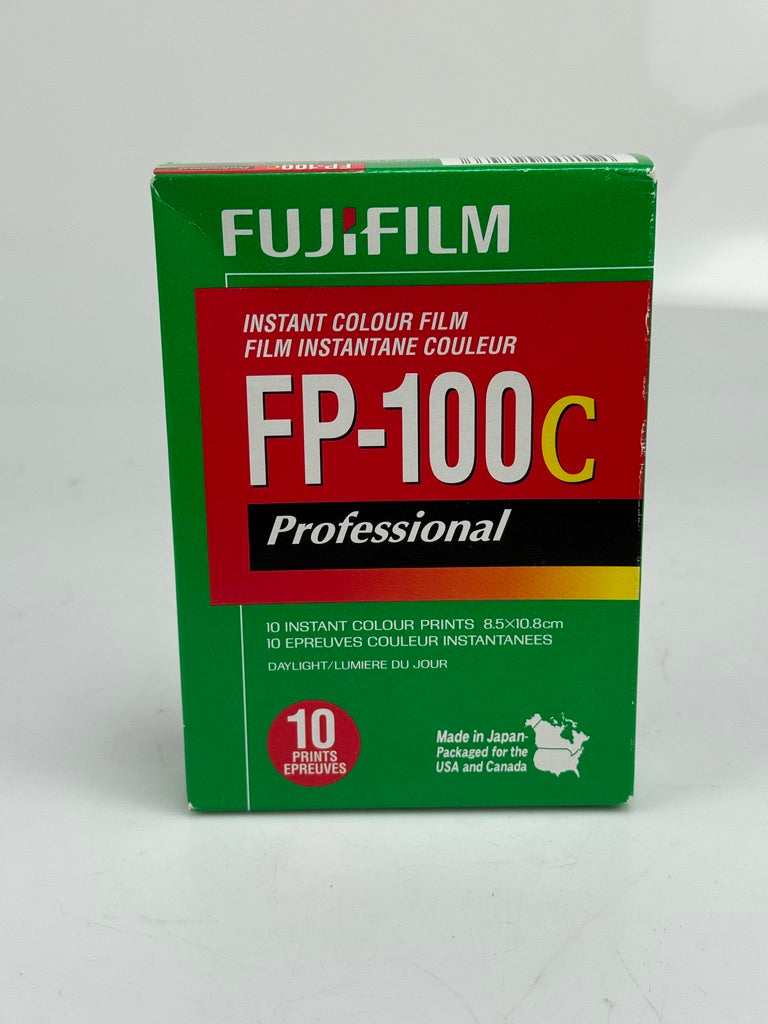 Professional FP-100C
FUJIFILM
INSTANT COLOUR FILM
FILM INSTANTANE COULEUR
FP-100C
Professional
10 INSTANT COLOUR PRINTS 8.5×10.8cm
10 EPREUVES COULEUR INSTANTANEES
DAYLIGHT/LUMIERE DU JOUR
10
PRINTS
EPREUVES
Made in Japan-
Packaged for the
USA and Canada